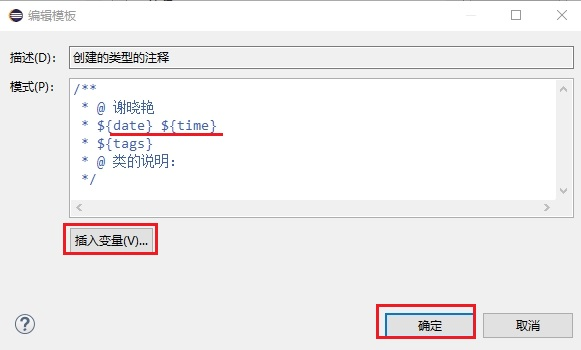 编辑模板
描述(D): 创建的类型的注释
模式(P):
/**
* @ 谢晓艳
* ${date} ${time}
* ${tags}
* @ 类的说明:
*/
插入变量(V)...
确定 取消